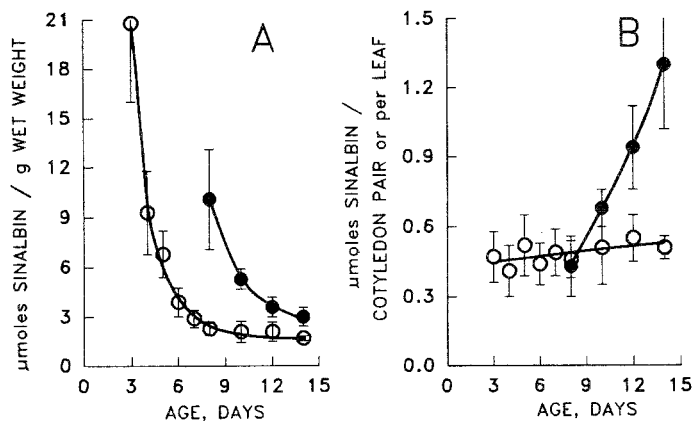 A
µmoles SINALBIN / g WET WEIGHT
21
18
15
12
9
6
3
0
0 3 6 9 12 15
AGE, DAYS
B
µmoles SINALBIN /
COTYLEDON PAIR or per LEAF
1.5
1.2
0.9
0.6
0.3
0.0
0 3 6 9 12 15
AGE, DAYS